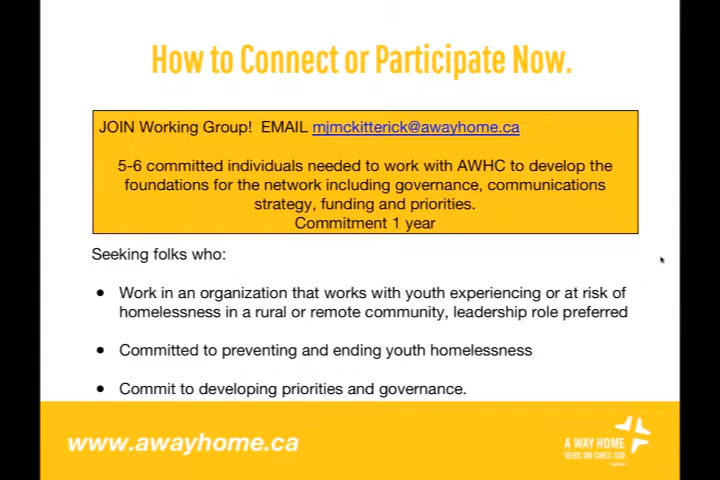 How to Connect or Participate Now.
JOIN Working Group! EMAIL mjmckitterick@awayhome.ca
5-6 committed individuals needed to work with AWHC to develop the
foundations for the network including governance, communications
strategy, funding and priorities.
Commitment 1 year
Seeking folks who:
• Work in an organization that works with youth experiencing or at risk of
homelessness in a rural or remote community, leadership role preferred
• Committed to preventing and ending youth homelessness
• Commit to developing priorities and governance.
www.awayhome.ca
A WAY HOME
VERS UN CHEZ-SOI